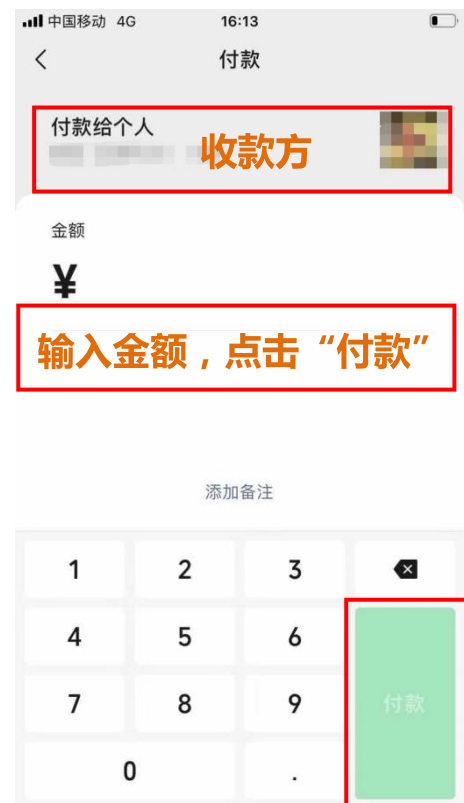 中国移动 4G 16:13
付款
付款给个人
收款方
金额
¥
输入金额，点击“付款”
添加备注
1 2 3
4 5 6
付款
7 8 9
0 .